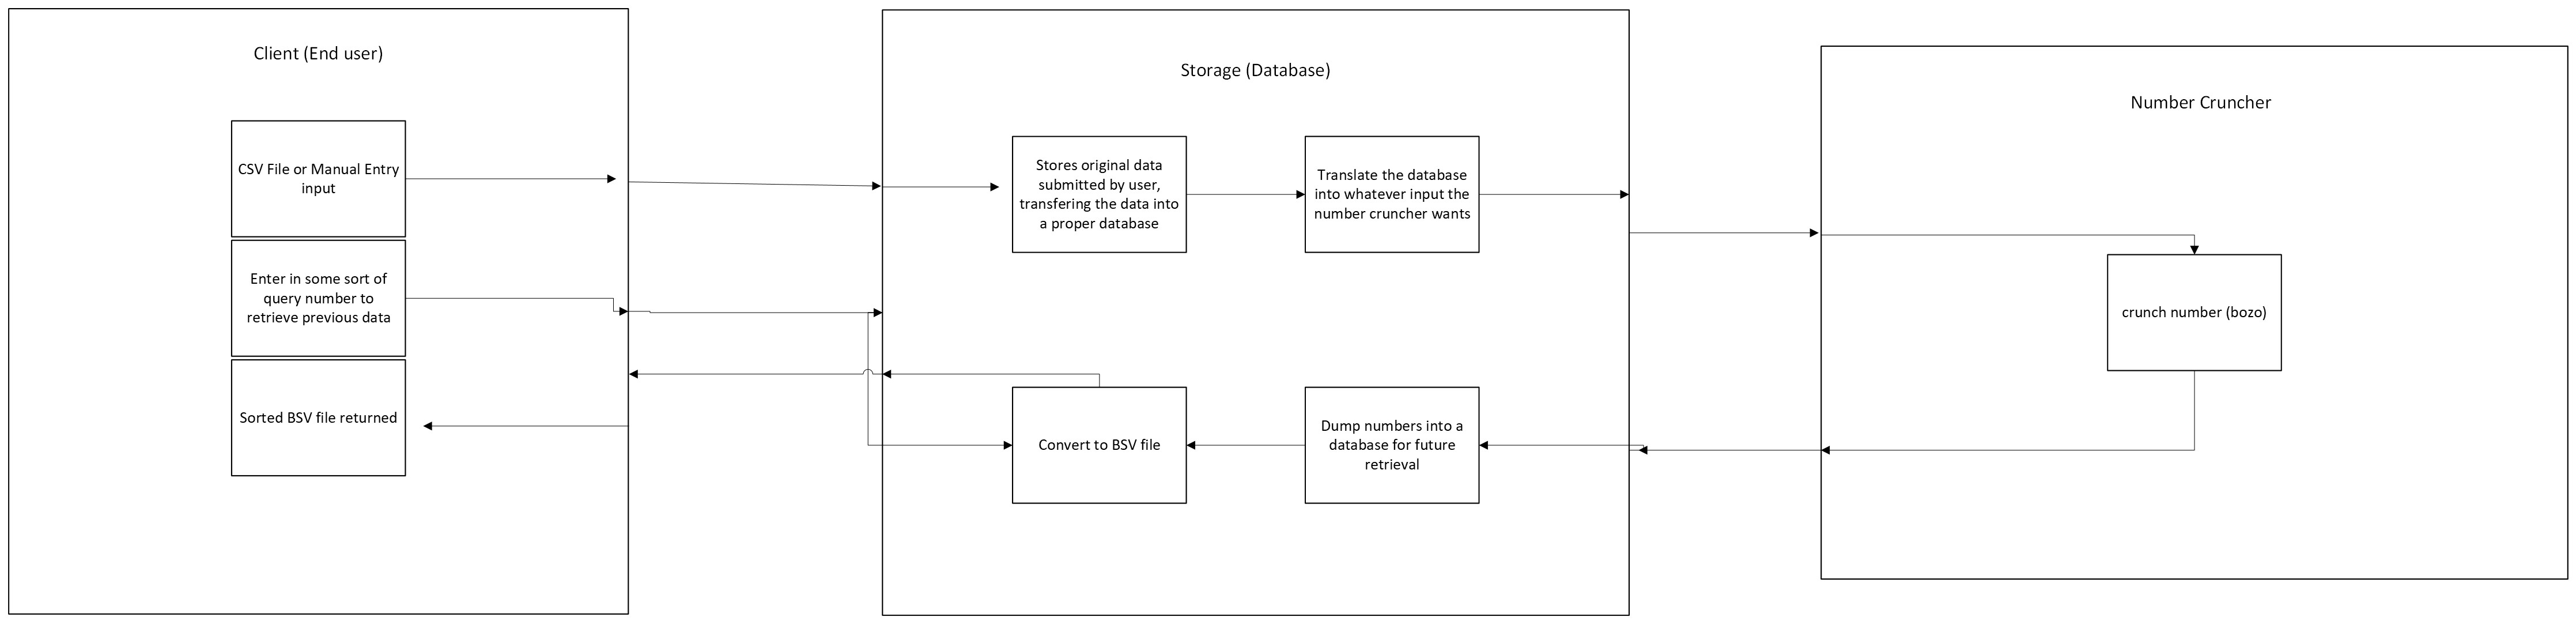 Client (End user)
CSV File or Manual Entry
input
Enter in some sort of
query number to
retrieve previous data
Sorted BSV file returned
Storage (Database)
Stores original data
submitted by user,
transfering the data into
a proper database
Translate the database
into whatever input the
number cruncher wants
Convert to BSV file
Dump numbers into a
database for future
retrieval
Number Cruncher
crunch number (bozo)